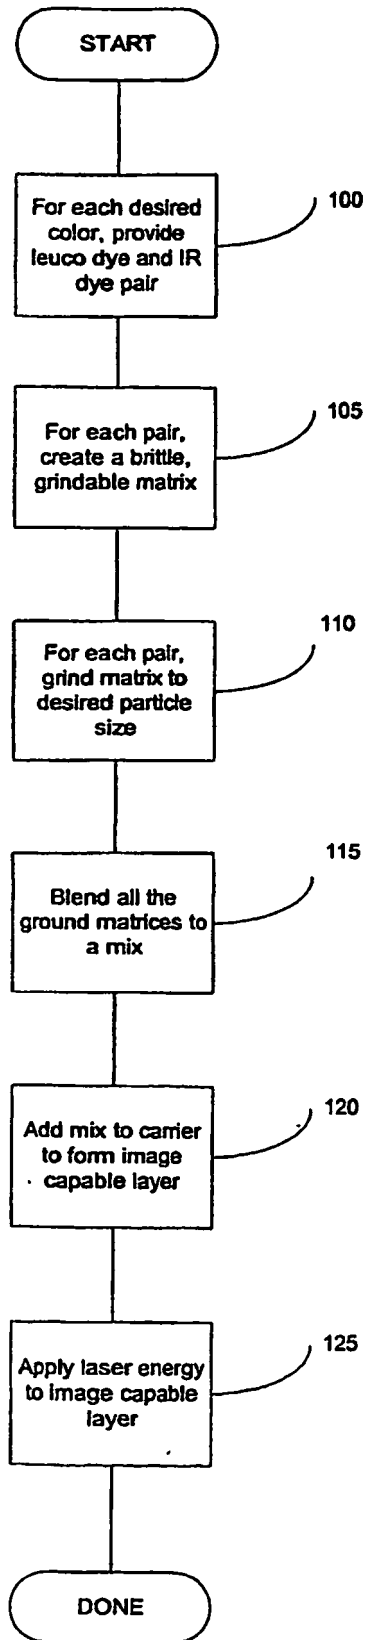 START
For each desired
color, provide
leuco dye and IR
dye pair
100
For each pair,
create a brittle,
grindable matrix
105
For each pair,
grind matrix to
desired particle
size
110
Blend all the
ground matrices to
a mix
115
Add mix to carrier
to form image
capable layer
120
Apply laser energy
to image capable
layer
125
DONE